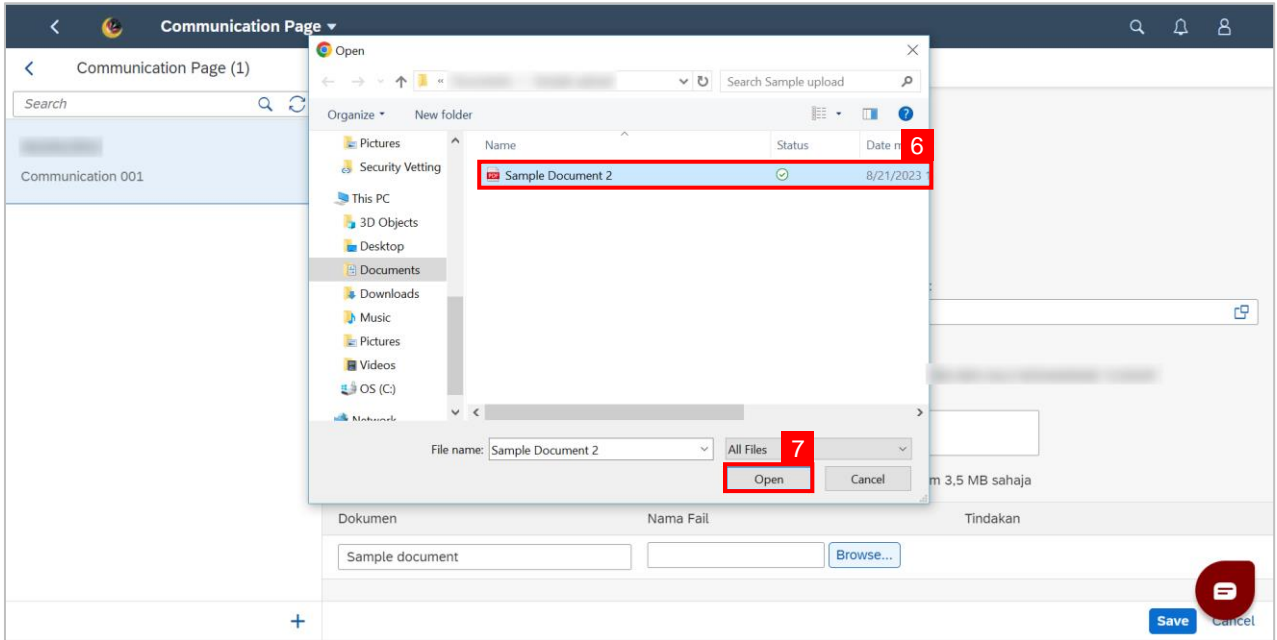 Communication Page
Communication Page (1)
Search
Communication 001
Open
«
Search Sample upload
Organize
New folder
Pictures
Security Vetting
This PC
3D Objects
Desktop
Documents
Downloads
Music
Pictures
Videos
OS (C:)
Network
Name
Status
Date m
6
Sample Document 2
8/21/2023 1
File name:
Sample Document 2
All Files
7
Open
Cancel
m 3,5 MB sahaja
Dokumen
Nama Fail
Tindakan
Sample document
Browse...
Save
Cancel